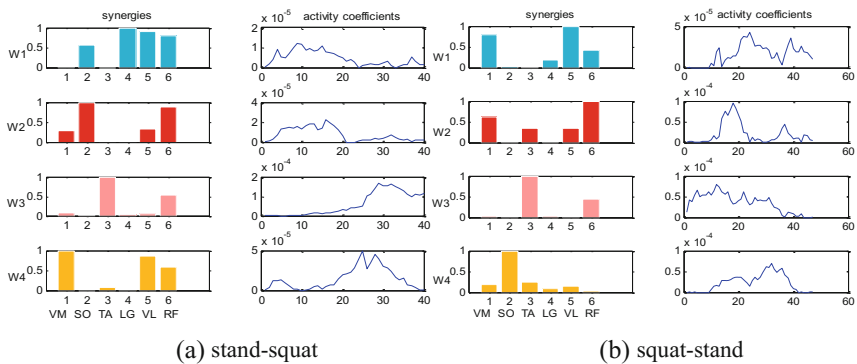 synergies activity coefficients synergies activity coefficients
x 10^-5 x 10^-5
W1 1 0.5 0 1 2 3 4 5 6 2 1 0 0 10 20 30 40 W1 1 0.5 0 1 2 3 4 5 6 5 0 0 20 40 60
x 10^-5 x 10^-4
W2 1 0.5 0 1 2 3 4 5 6 4 2 0 0 10 20 30 40 W2 1 0.5 0 1 2 3 4 5 6 1 0.5 0 0 20 40 60
x 10^-4 x 10^-5
W3 1 0.5 0 1 2 3 4 5 6 2 1 0 0 10 20 30 40 W3 1 0.5 0 1 2 3 4 5 6 10 5 0 0 20 40 60
x 10^-5 x 10^-4
W4 1 0.5 0 1 2 3 4 5 6 5 0 0 10 20 30 40 W4 1 0.5 0 1 2 3 4 5 6 1 0.5 0 0 20 40 60
VM SO TA LG VL RF VM SO TA LG VL RF
(a) stand-squat (b) squat-stand